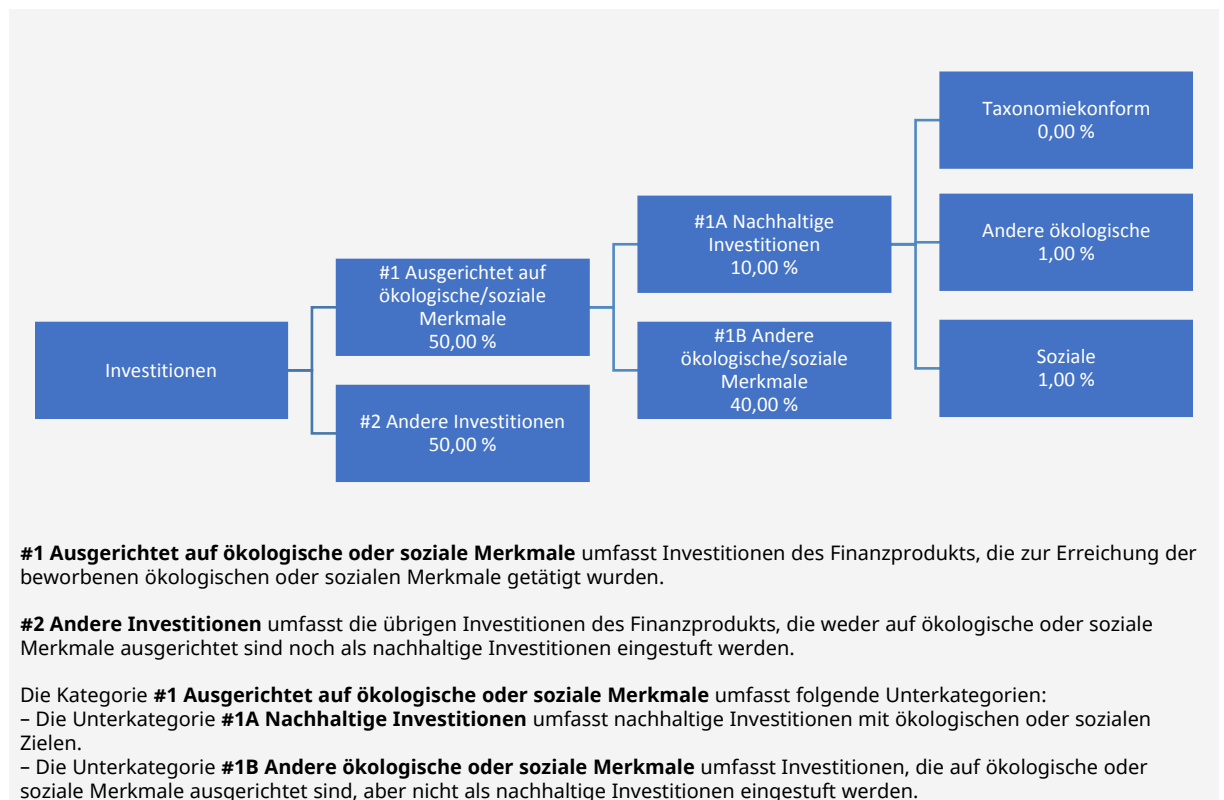 Investitionen
#1 Ausgerichtet auf
ökologische/soziale
Merkmale
50,00 %
#2 Andere Investitionen
50,00 %
#1A Nachhaltige
Investitionen
10,00 %
#1B Andere
ökologische/soziale
Merkmale
40,00 %
Taxonomiekonform
0,00 %
Andere ökologische
1,00 %
Soziale
1,00 %
#1 Ausgerichtet auf ökologische oder soziale Merkmale umfasst Investitionen des Finanzprodukts, die zur Erreichung der
beworbenen ökologischen oder sozialen Merkmale getätigt wurden.
#2 Andere Investitionen umfasst die übrigen Investitionen des Finanzprodukts, die weder auf ökologische oder soziale
Merkmale ausgerichtet sind noch als nachhaltige Investitionen eingestuft werden.
Die Kategorie #1 Ausgerichtet auf ökologische oder soziale Merkmale umfasst folgende Unterkategorien:
– Die Unterkategorie #1A Nachhaltige Investitionen umfasst nachhaltige Investitionen mit ökologischen oder sozialen
Zielen.
– Die Unterkategorie #1B Andere ökologische oder soziale Merkmale umfasst Investitionen, die auf ökologische oder
soziale Merkmale ausgerichtet sind, aber nicht als nachhaltige Investitionen eingestuft werden.